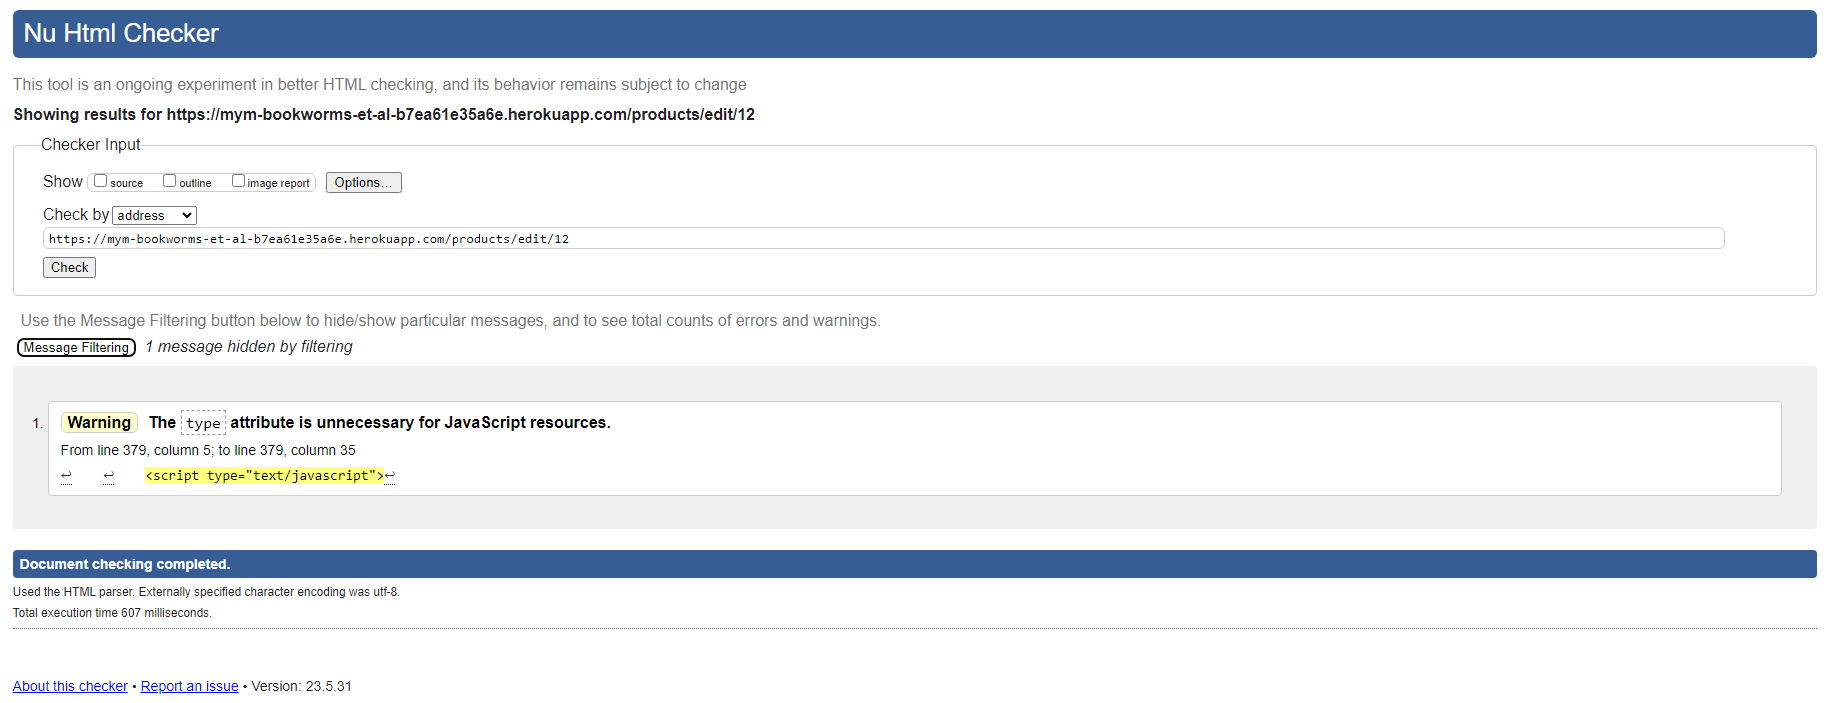 Nu Html Checker
This tool is an ongoing experiment in better HTML checking, and its behavior remains subject to change
Showing results for https://mym-bookworms-et-al-b7ea61e35a6e.herokuapp.com/products/edit/12
Checker Input
Show source outline image report Options...
Check by address
https://mym-bookworms-et-al-b7ea61e35a6e.herokuapp.com/products/edit/12
Check
Use the Message Filtering button below to hide/show particular messages, and to see total counts of errors and warnings.
Message Filtering 1 message hidden by filtering
1. Warning The type attribute is unnecessary for JavaScript resources.
From line 379, column 5; to line 379, column 35
↩ ↩ <script type="text/javascript">↩
Document checking completed.
Used the HTML parser. Externally specified character encoding was utf-8.
Total execution time 607 milliseconds.
About this checker • Report an issue • Version: 23.5.31